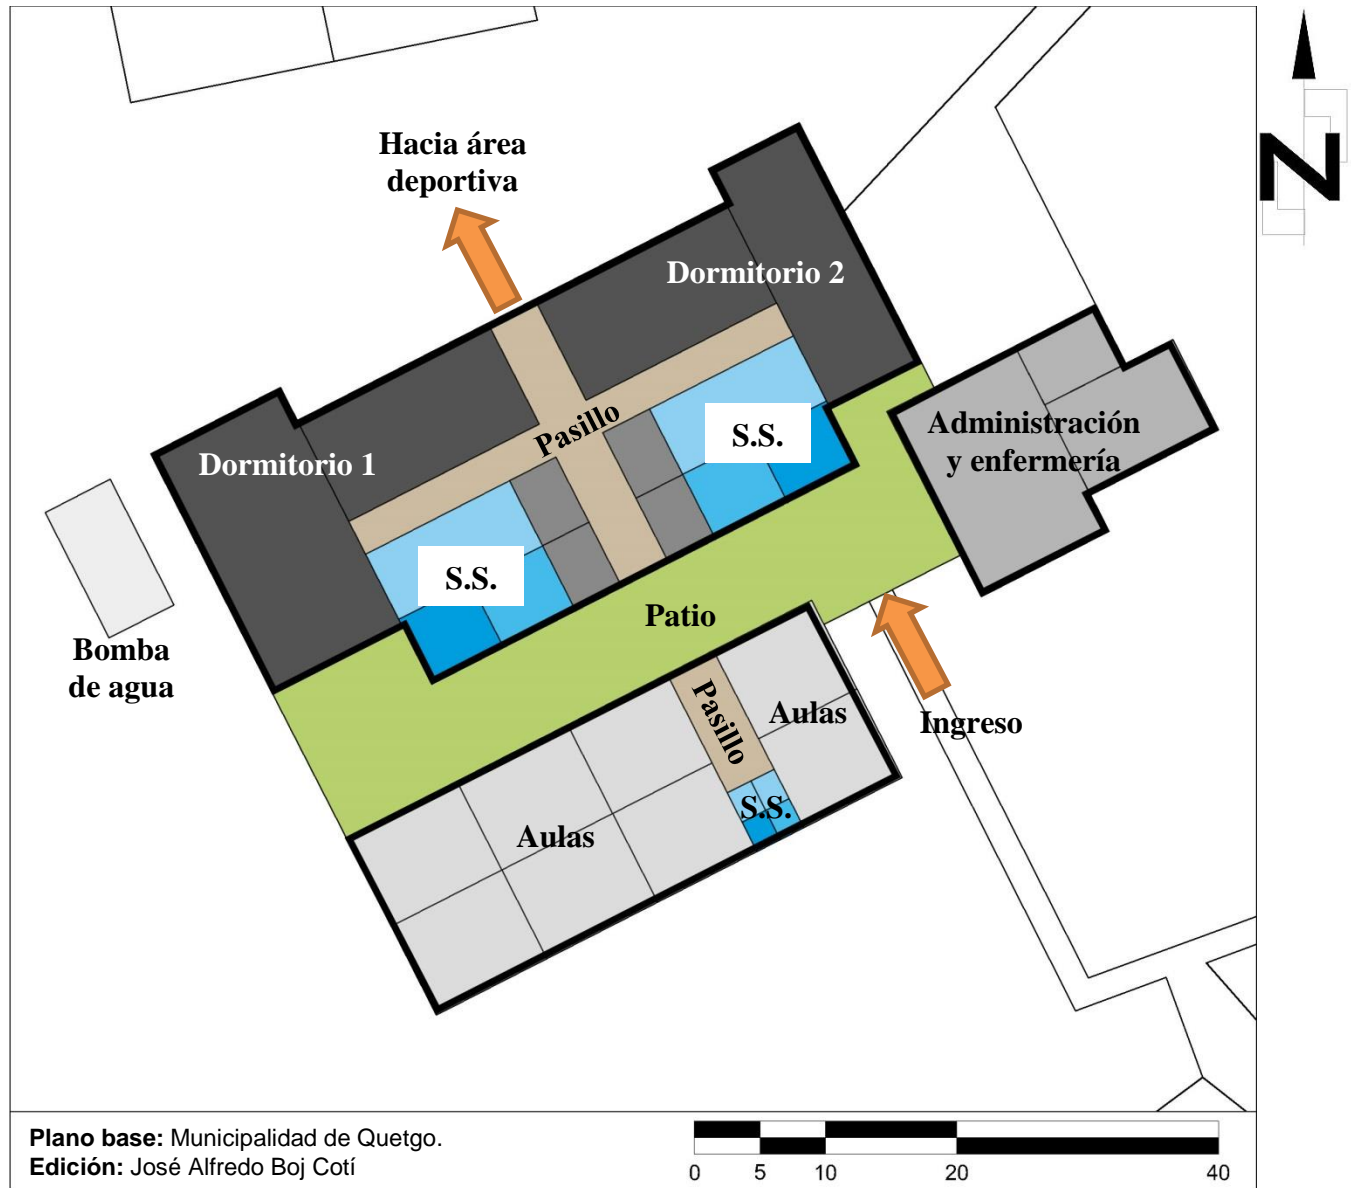 Hacia área
deportiva
N
Dormitorio 2
Pasillo
Administración
y enfermería
S.S.
Dormitorio 1
S.S.
Patio
Bomba
de agua
Pasillo
Aulas
Ingreso
S.S.
Aulas
Plano base: Municipalidad de Quetgo.
Edición: José Alfredo Boj Cotí
0 5 10 20 40